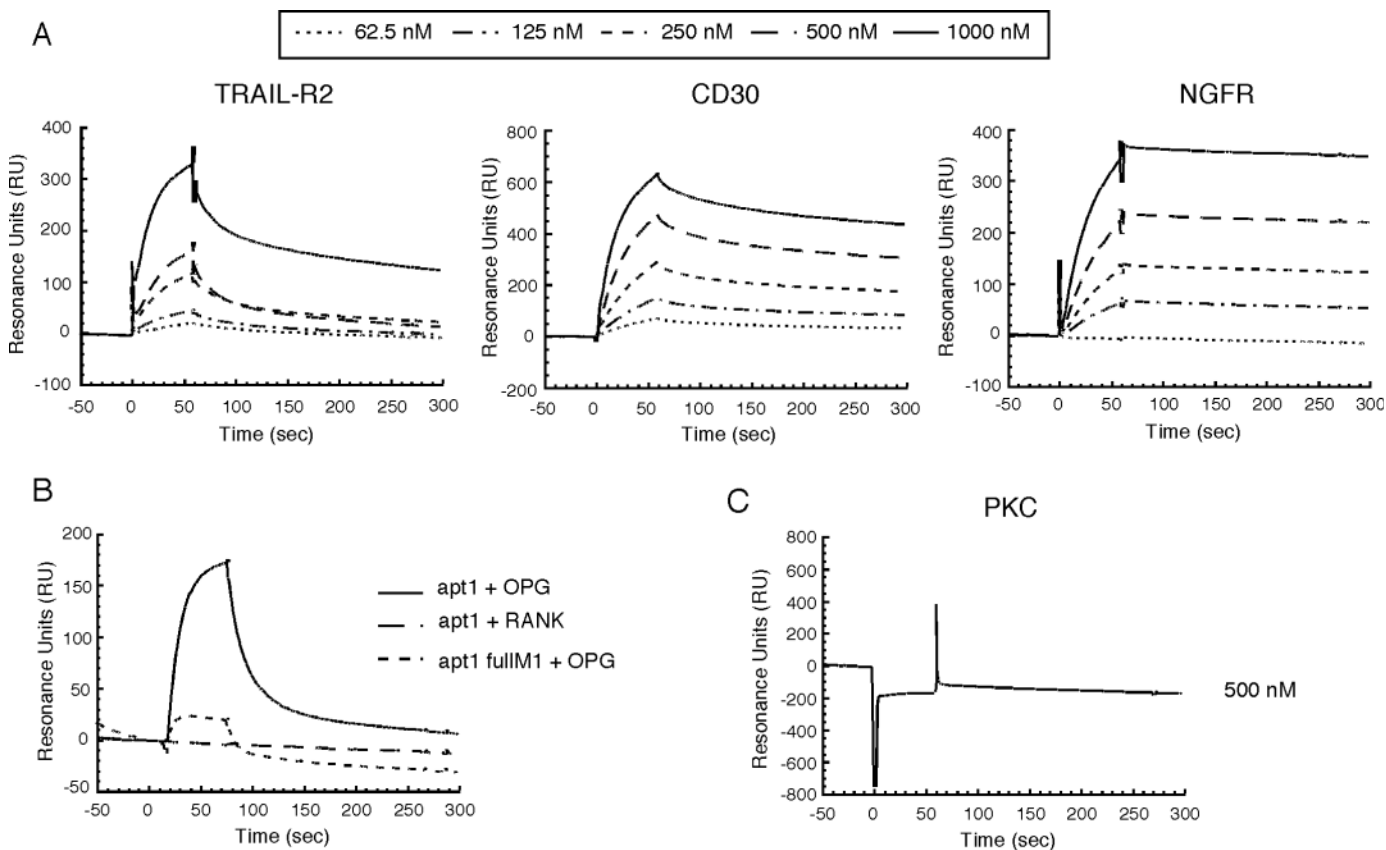 A
62.5 nM 125 nM 250 nM 500 nM 1000 nM
TRAIL-R2
Resonance Units (RU)
400
300
200
100
0
-100
-50 0 50 100 150 200 250 300
Time (sec)
CD30
Resonance Units (RU)
800
600
400
200
0
-200
-50 0 50 100 150 200 250 300
Time (sec)
NGFR
Resonance Units (RU)
400
300
200
100
0
-100
-50 0 50 100 150 200 250 300
Time (sec)
B
Resonance Units (RU)
200
150
100
50
0
-50
-50 0 50 100 150 200 250 300
Time (sec)
apt1 + OPG
apt1 + RANK
apt1 fullM1 + OPG
C
PKC
Resonance Units (RU)
800
600
400
200
0
-200
-400
-600
-800
-50 0 50 100 150 200 250 300
Time (sec)
500 nM